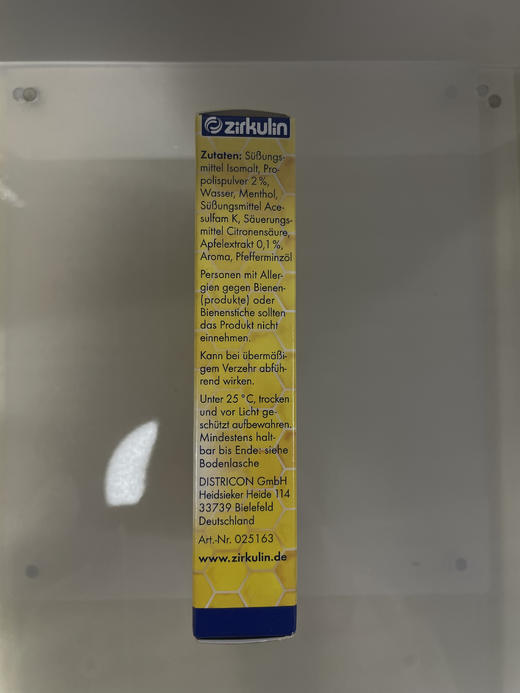 zirkulin
Zutaten: Süßungs-
mittel Isomalt, Pro-
polispulver 2%,
Wasser, Menthol,
Süßungsmittel Ace-
sulfam K, Säuerungs-
mittel Citronensäure,
Apfelextrakt 0,1%,
Aroma, Pfefferminzöl
Personen mit Aller-
gien gegen Bienen-
(produkte) oder
Bienenstiche sollten
das Produkt nicht
einnehmen.
Kann bei übermäßi-
gem Verzehr abfüh-
rend wirken.
Unter 25 °C, trocken
und vor Licht ge-
schützt aufbewahren.
Mindestens halt-
bar bis Ende: siehe
Bodenlasche
DISTRICON GmbH
Heidsieker Heide 114
33739 Bielefeld
Deutschland
Art.-Nr. 025163
www.zirkulin.de